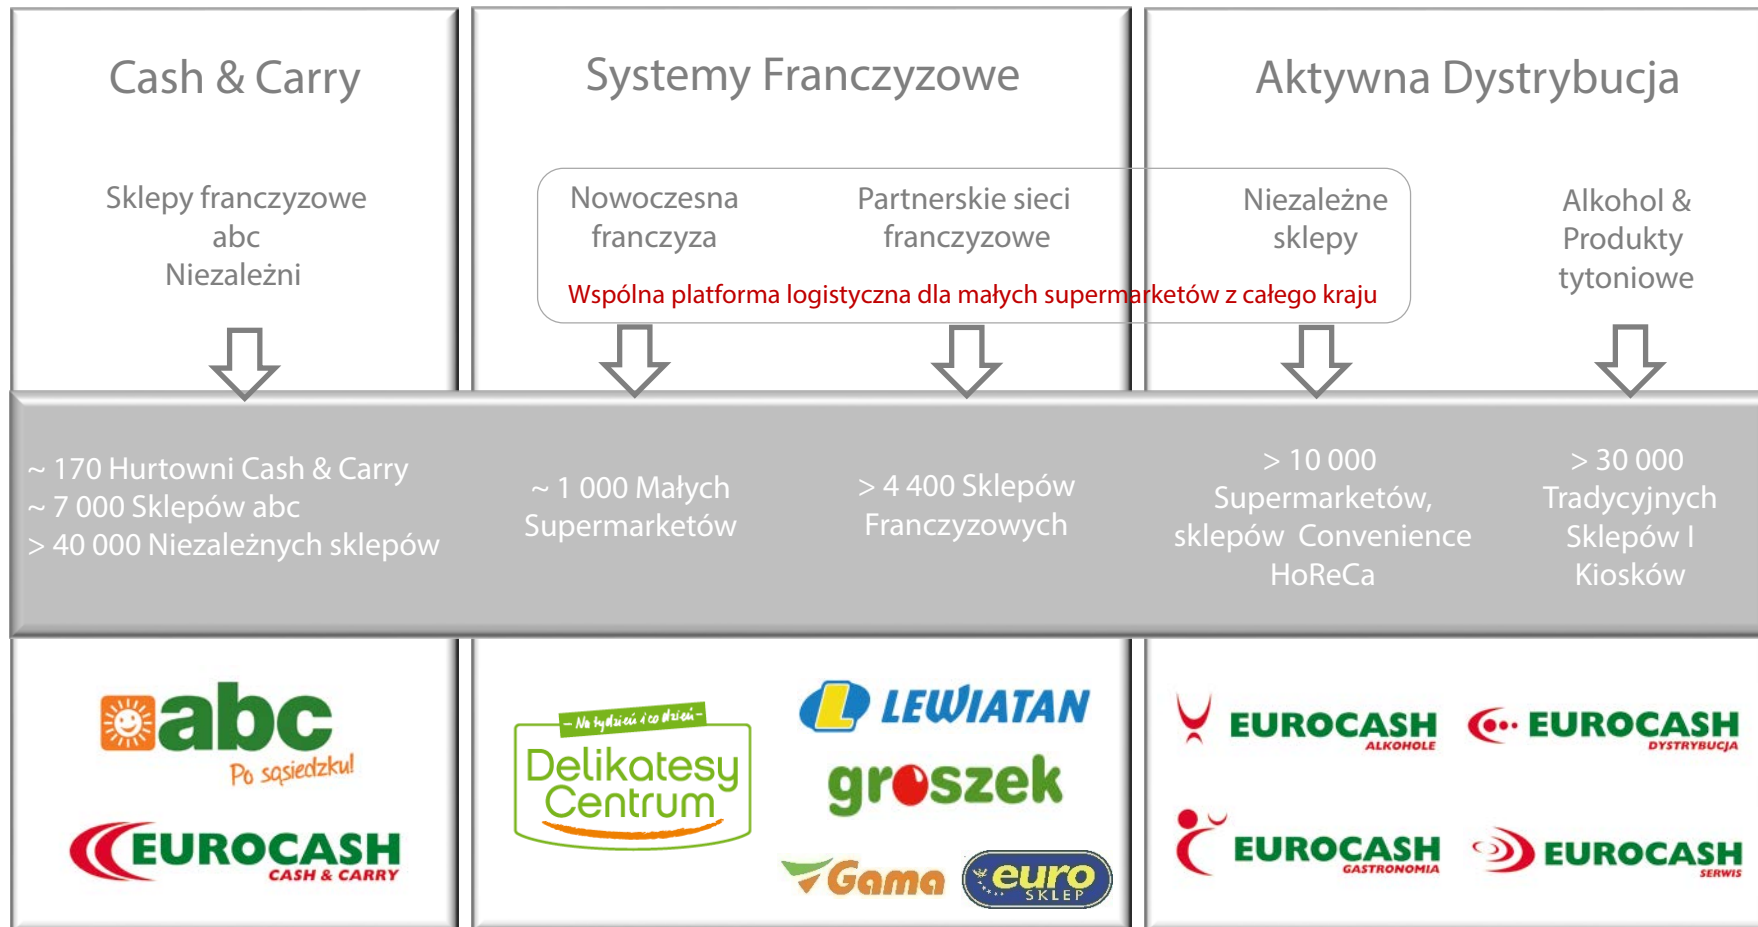 Cash & Carry
Sklepy franczyzowe
abc
Niezależni
~ 170 Hurtowni Cash & Carry
~ 7 000 Sklepów abc
> 40 000 Niezależnych sklepów
abc
Po sąsiedzku!
EUROCASH
CASH & CARRY
Systemy Franczyzowe
Nowoczesna
franczyza
Partnerskie sieci
franczyzowe
Wspólna platforma logistyczna dla małych supermarketów z całego kraju
~ 1 000 Małych
Supermarketów
> 4 400 Sklepów
Franczyzowych
– Na tydzień i co dzień –
Delikatesy
Centrum
LEWIATAN
groszek
Gama
euro
SKLEP
Aktywna Dystrybucja
Niezależne
sklepy
Alkohol &
Produkty
tytoniowe
> 10 000
Supermarketów,
sklepów Convenience
HoReCa
> 30 000
Tradycyjnych
Sklepów I
Kiosków
EUROCASH
ALKOHOLE
EUROCASH
DYSTRYBUCJA
EUROCASH
GASTRONOMIA
EUROCASH
SERWIS